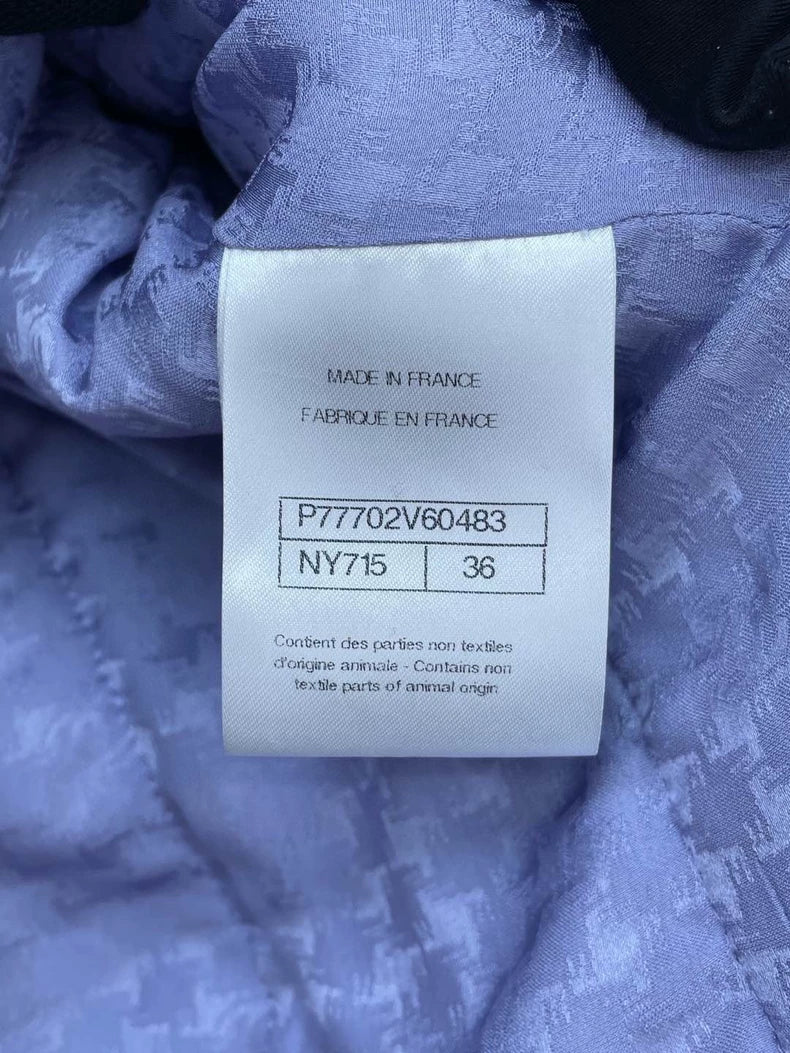 MADE IN FRANCE
FABRIQUE EN FRANCE
P77702V60483
NY715 36
Contient des parties non textiles
d'origine animale - Contains non
textile parts of animal origin